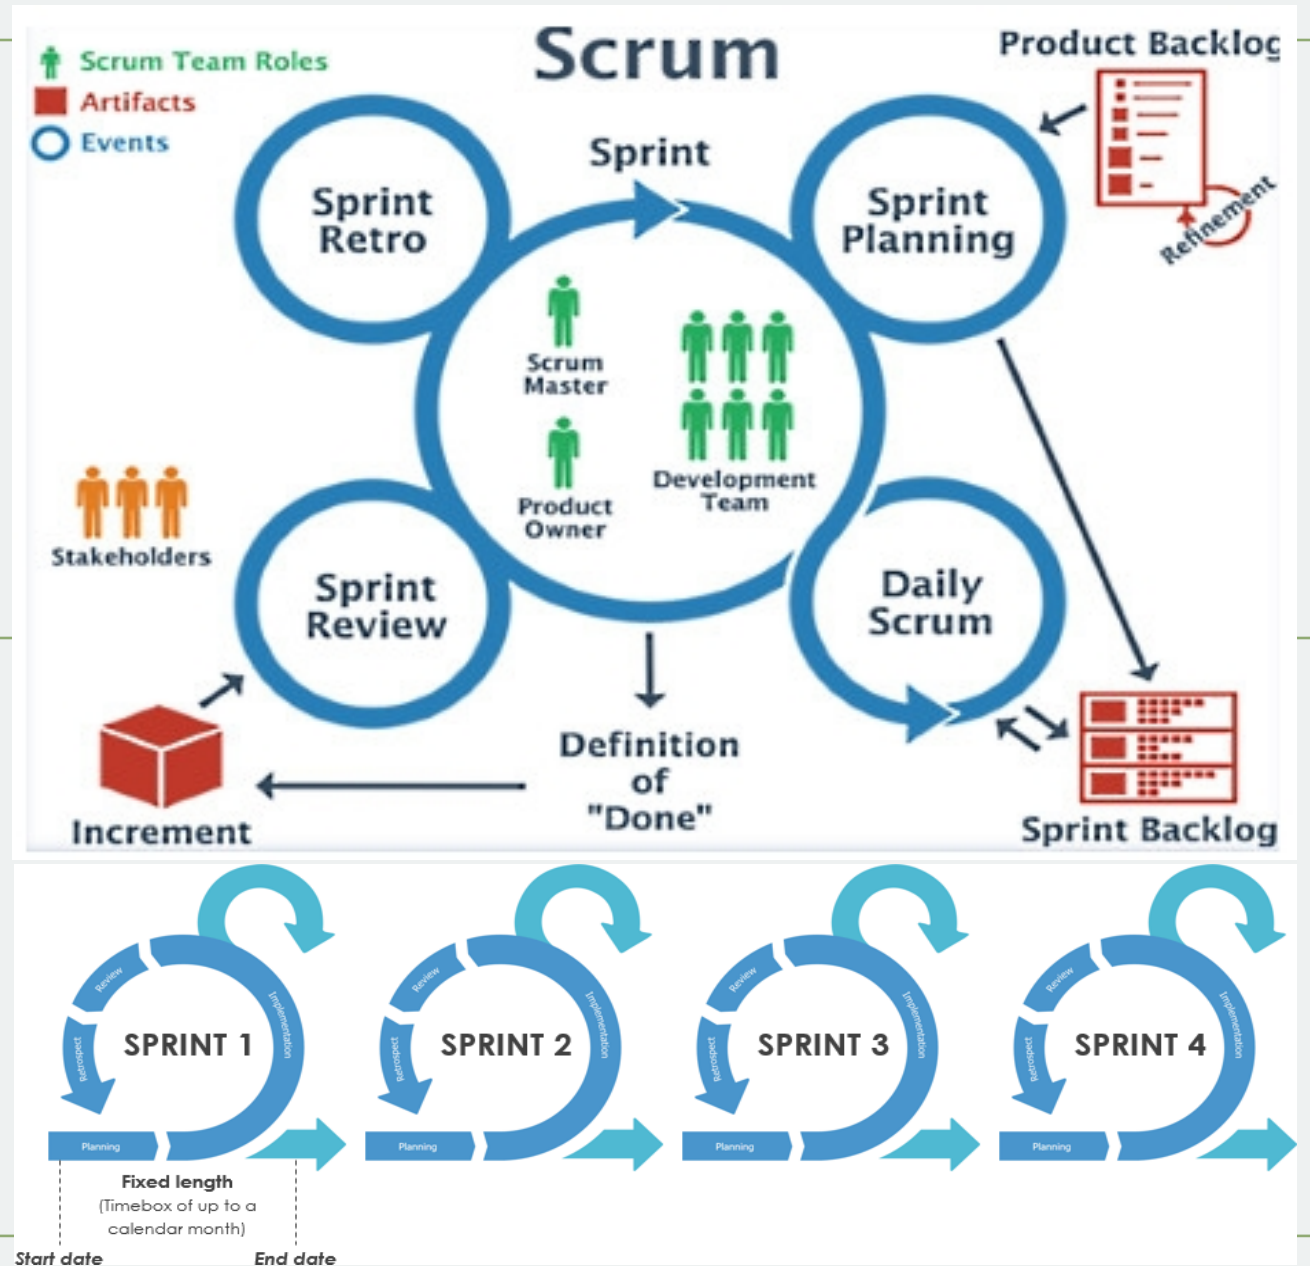 Scrum
Scrum Team Roles
Artifacts
Events
Product Backlog
Refinement
Sprint
Sprint
Retro
Sprint
Planning
Scrum
Master
Product
Owner
Development
Team
Stakeholders
Sprint
Review
Daily
Scrum
Increment
Definition
of
"Done"
Sprint Backlog
Review
Retrospect
Implementation
SPRINT 1
Planning
Review
Retrospect
Implementation
SPRINT 2
Planning
Review
Retrospect
Implementation
SPRINT 3
Planning
Review
Retrospect
Implementation
SPRINT 4
Planning
Fixed length
(Timebox of up to a
calendar month)
Start date
End date